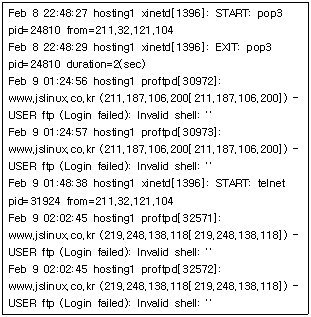 Feb 8 22:48:27 hosting1 xinetd[1396]: START: pop3
pid=24810 from=211,32,121,104
Feb 8 22:48:29 hosting1 xinetd[1396]: EXIT: pop3
pid=24810 duration=2(sec)
Feb 9 01:24:56 hosting1 proftpd[30972]:
www,jslinux,co,kr (211,187,106,200[211,187,106,200]) -
USER ftp (Login failed): Invalid shell: ''
Feb 9 01:24:57 hosting1 proftpd[30973]:
www,jslinux,co,kr (211,187,106,200[211,187,106,200]) -
USER ftp (Login failed): Invalid shell: ''
Feb 9 01:48:38 hosting1 xinetd[1396]: START: telnet
pid=31924 from=211,32,121,104
Feb 9 02:02:45 hosting1 proftpd[32571]:
www,jslinux,co,kr (219,248,138,118[219,248,138,118]) -
USER ftp (Login failed): Invalid shell: ''
Feb 9 02:02:45 hosting1 proftpd[32572]:
www,jslinux,co,kr (219,248,138,118[219,248,138,118]) -
USER ftp (Login failed): Invalid shell: ''